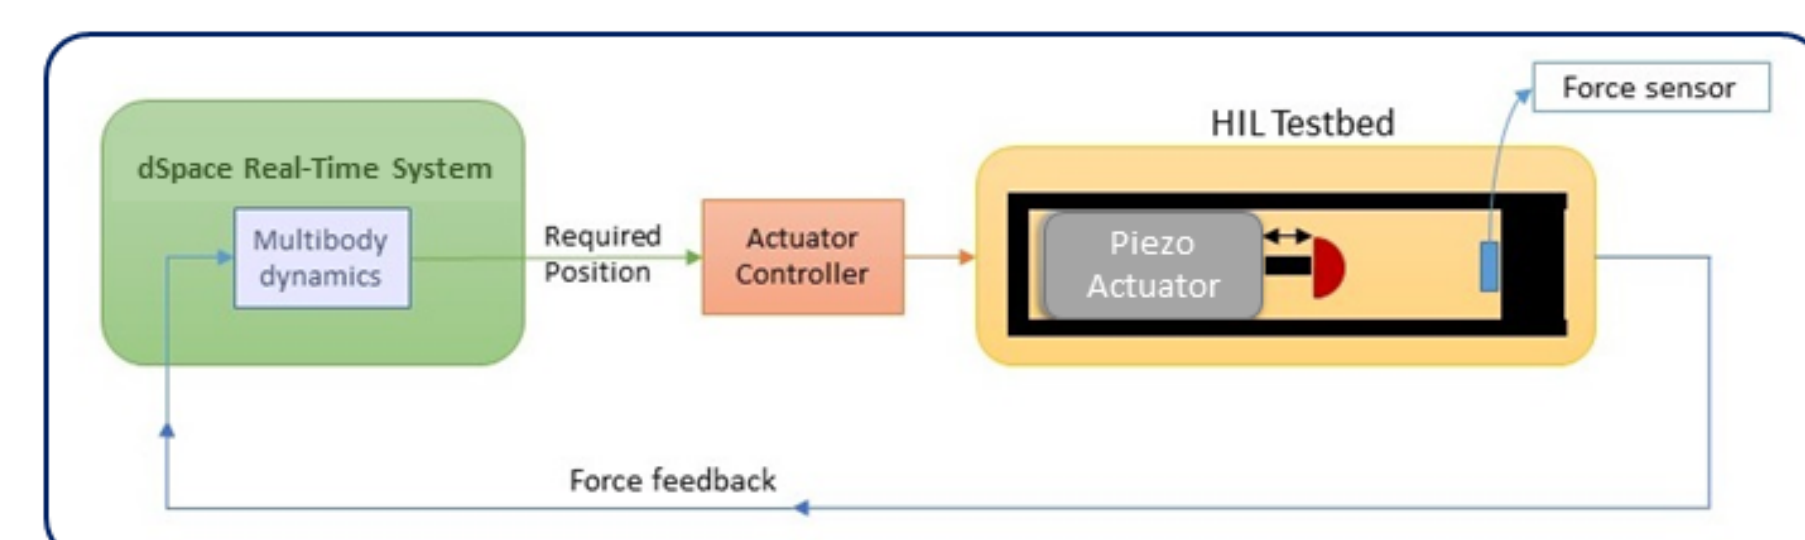 Force sensor
HIL Testbed
dSpace Real-Time System
Multibody
dynamics
Required
Position
Actuator
Controller
Piezo
Actuator
Force feedback